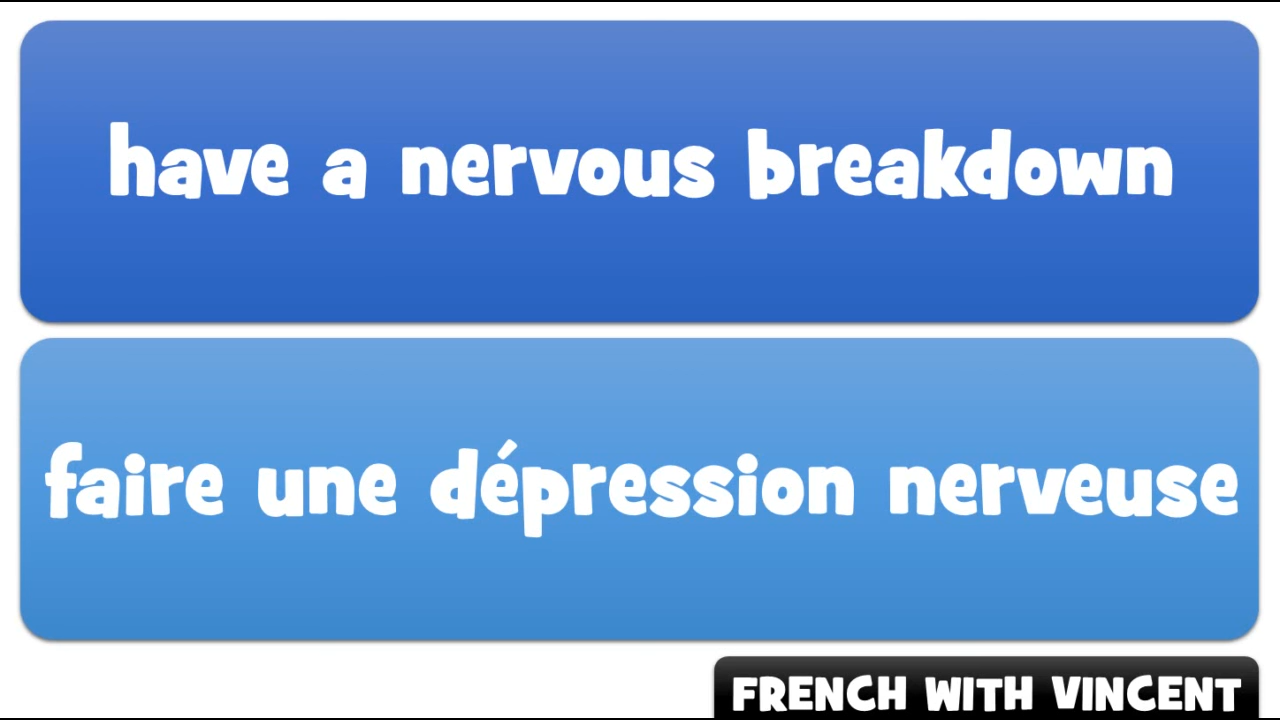 have a nervous breakdown
faire une dépression nerveuse
FRENCH WITH VINCENT